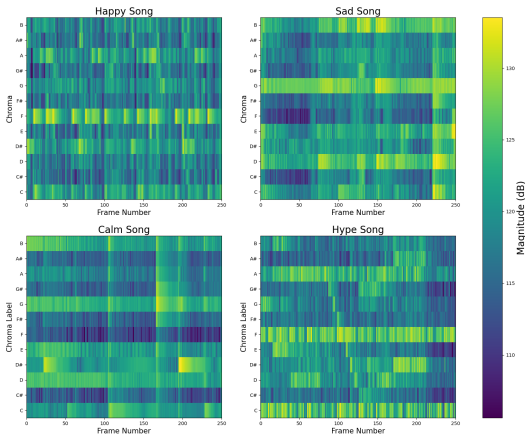 Happy Song
Sad Song
Chroma
B
A#
A
G#
G
F#
F
E
D#
D
C#
C
0
50
100
150
200
250
Frame Number
Chroma
B
A#
A
G#
G
F#
F
E
D#
D
C#
C
0
50
100
150
200
250
Frame Number
Calm Song
Hype Song
Chroma Label
B
A#
A
G#
G
F#
F
E
D#
D
C#
C
0
50
100
150
200
250
Frame Number
Chroma Label
B
A#
A
G#
G
F#
F
E
D#
D
C#
C
0
50
100
150
200
250
Frame Number
130
125
120
115
110
Magnitude (dB)